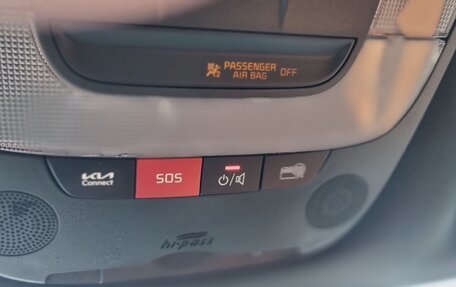 PASSENGER
AIR BAG OFF
KIA
Connect
SOS
hi-pass